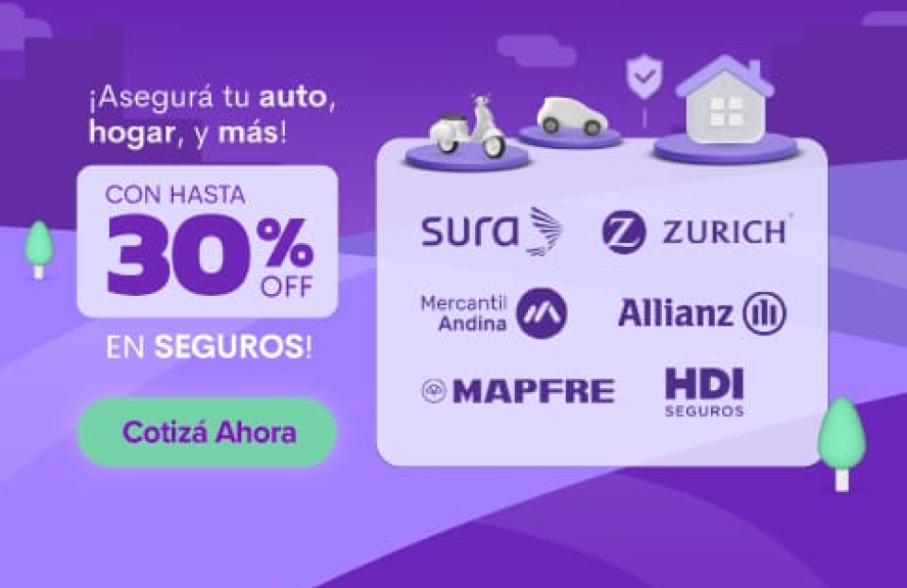 ¡Asegurá tu auto,
hogar, y más!
CON HASTA
30%
OFF
EN SEGUROS!
Cotizá Ahora
sura
ZURICH
Mercantil
Andina
Allianz
MAPFRE
HDI
SEGUROS